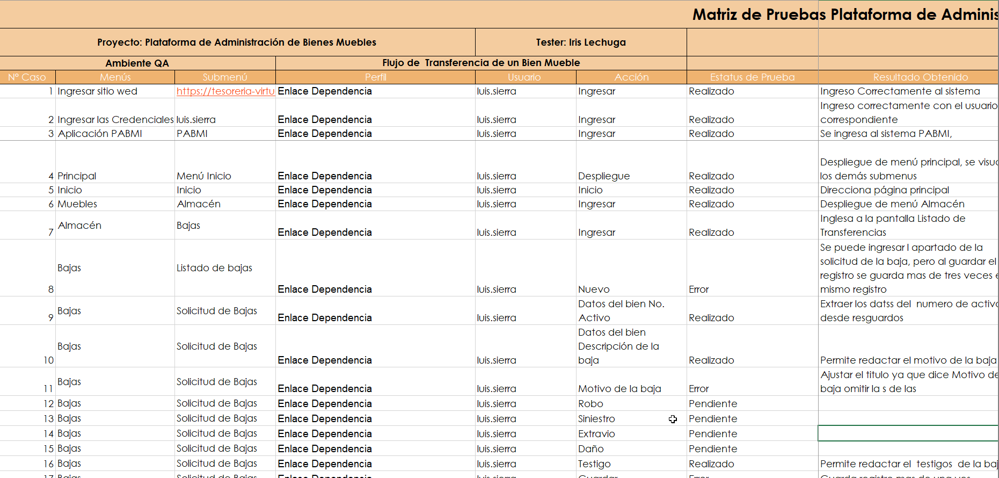 Matriz de Pruebas Plataforma de Adminis
Proyecto: Plataforma de Administración de Bienes Muebles Tester: Iris Lechuga
Ambiente QA Flujo de Transferencia de un Bien Mueble
Nº Caso Menús Submenú Perfil Usuario Acción Estatus de Prueba Resultado Obtenido
1 Ingresar sitio wed https://tesoreria-virtu Enlace Dependencia luis.sierra Ingresar Realizado Ingreso Correctamente al sistema
Ingreso correctamente con el usuario
2 Ingresar las Credenciales luis.sierra Enlace Dependencia luis.sierra Ingresar Realizado correspondiente
3 Aplicación PABMI PABMI Enlace Dependencia luis.sierra Ingresar Realizado Se ingresa al sistema PABMI,
Despliegue de menú principal, se visu
4 Principal Menú Inicio Enlace Dependencia luis.sierra Despliegue Realizado los demás submenus
5 Inicio Inicio Enlace Dependencia luis.sierra Inicio Realizado Direcciona página principal
6 Muebles Almacén Enlace Dependencia luis.sierra Ingresar Realizado Despliegue de menú Almacén
Almacén Bajas Inglesa a la pantalla Listado de
7 Enlace Dependencia luis.sierra Ingresar Realizado Transferencias
Se puede ingresar l apartado de la
solicitud de la baja, pero al guardar el
Bajas Listado de bajas registro se guarda mas de tres veces e
8 Enlace Dependencia luis.sierra Nuevo Error mismo registro
Bajas Solicitud de Bajas Datos del bien No. Extraer los datss del numero de activo
9 Enlace Dependencia luis.sierra Activo Realizado desde resguardos
Datos del bien
Bajas Solicitud de Bajas Descripción de la
10 Enlace Dependencia luis.sierra baja Realizado Permite redactar el motivo de la baja
Bajas Solicitud de Bajas Ajustar el titulo ya que dice Motivo de
11 Enlace Dependencia luis.sierra Motivo de la baja Error baja omitir la s de las
12 Bajas Solicitud de Bajas Enlace Dependencia luis.sierra Robo Pendiente
13 Bajas Solicitud de Bajas Enlace Dependencia luis.sierra Siniestro Pendiente
14 Bajas Solicitud de Bajas Enlace Dependencia luis.sierra Extravio Pendiente
15 Bajas Solicitud de Bajas Enlace Dependencia luis.sierra Daño Pendiente
16 Bajas Solicitud de Bajas Enlace Dependencia luis.sierra Testigo Realizado Permite redactar el testigos de la baj
17 Bajas Solicitud de Bajas Enlace Dependencia luis.sierra Guardar Error Guarda registro mas de una ves